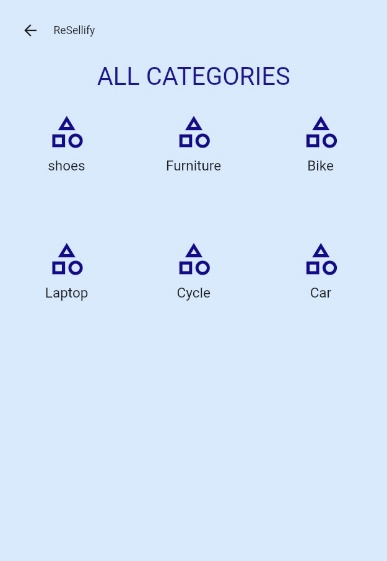 ReSellify
ALL CATEGORIES
shoes Furniture Bike
Laptop Cycle Car